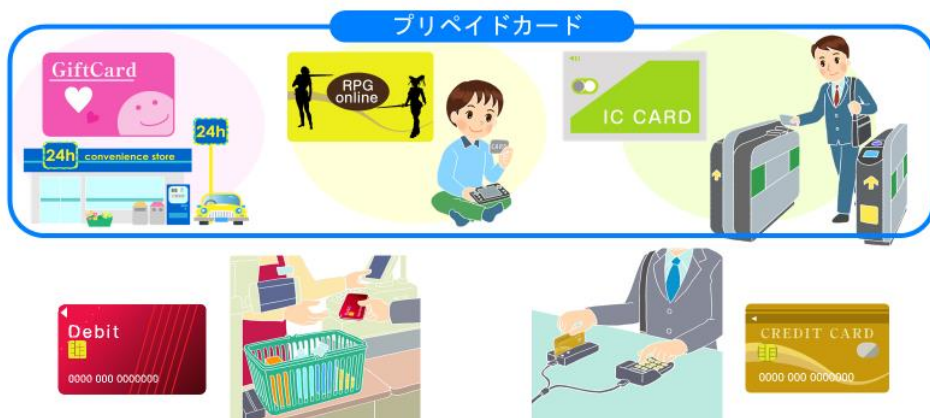 プリペイドカード
GiftCard
RPG
online
IC CARD
24h
24h convenience store
CARD
Debit
0000 000 0000000
CREDIT CARD
0000 000 0000000